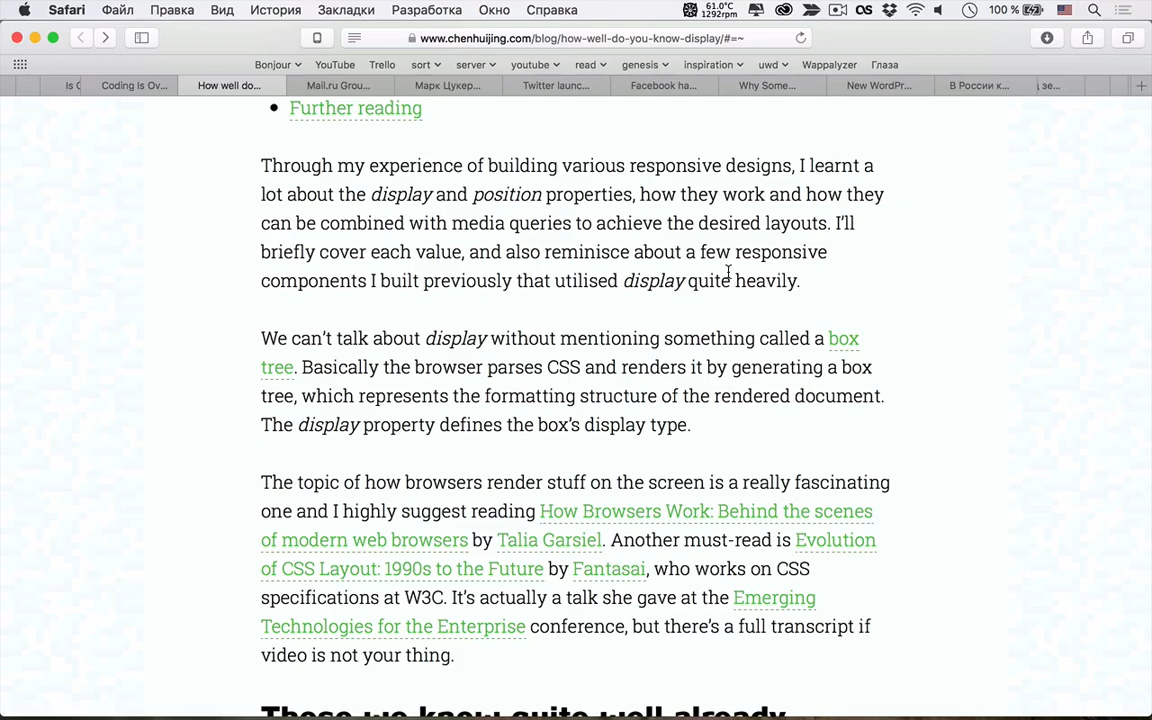 Safari Файл Правка Вид История Закладки Разработка Окно Справка 61.0°C 1292rpm 100 %
www.chenhuijing.com/blog/how-well-do-you-know-display/#=~
Bonjour YouTube Trello sort server youtube read genesis inspiration uwd Wappalyzer Глаза
Coding Is Ov... How well do... Mail.ru Grou... Марк Цукер... Twitter launc... Facebook ha... Why Some... New WordPr... В России к...
Further reading
Through my experience of building various responsive designs, I learnt a
lot about the display and position properties, how they work and how they
can be combined with media queries to achieve the desired layouts. I’ll
briefly cover each value, and also reminisce about a few responsive
components I built previously that utilised display quite heavily.
We can’t talk about display without mentioning something called a box
tree. Basically the browser parses CSS and renders it by generating a box
tree, which represents the formatting structure of the rendered document.
The display property defines the box’s display type.
The topic of how browsers render stuff on the screen is a really fascinating
one and I highly suggest reading How Browsers Work: Behind the scenes
of modern web browsers by Talia Garsiel. Another must-read is Evolution
of CSS Layout: 1990s to the Future by Fantasai, who works on CSS
specifications at W3C. It’s actually a talk she gave at the Emerging
Technologies for the Enterprise conference, but there’s a full transcript if
video is not your thing.
Those we know quite well already